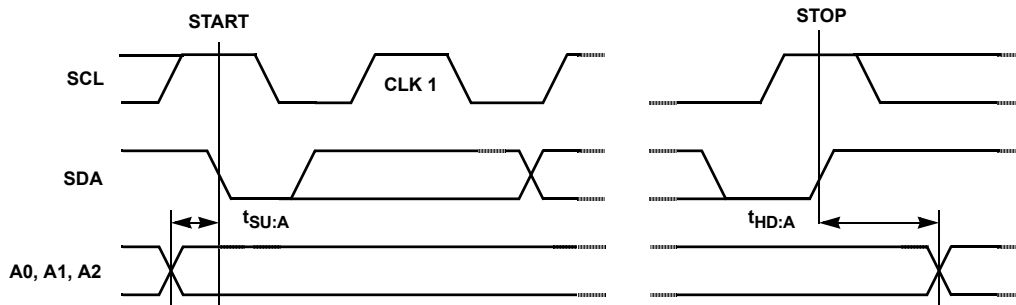 START
STOP
SCL
CLK 1
SDA
tSU:A
tHD:A
A0, A1, A2